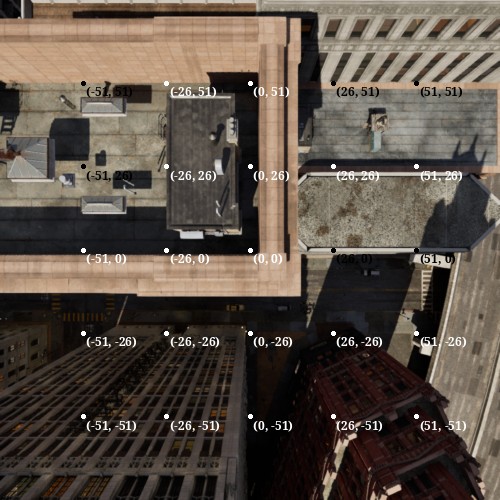 (-51, 51) (-26, 51) (0, 51) (26, 51) (51, 51)
(-51, 26) (-26, 26) (0, 26) (26, 26) (51, 26)
(-51, 0) (-26, 0) (0, 0) (26, 0) (51, 0)
(-51, -26) (-26, -26) (0, -26) (26, -26) (51, -26)
(-51, -51) (-26, -51) (0, -51) (26, -51) (51, -51)